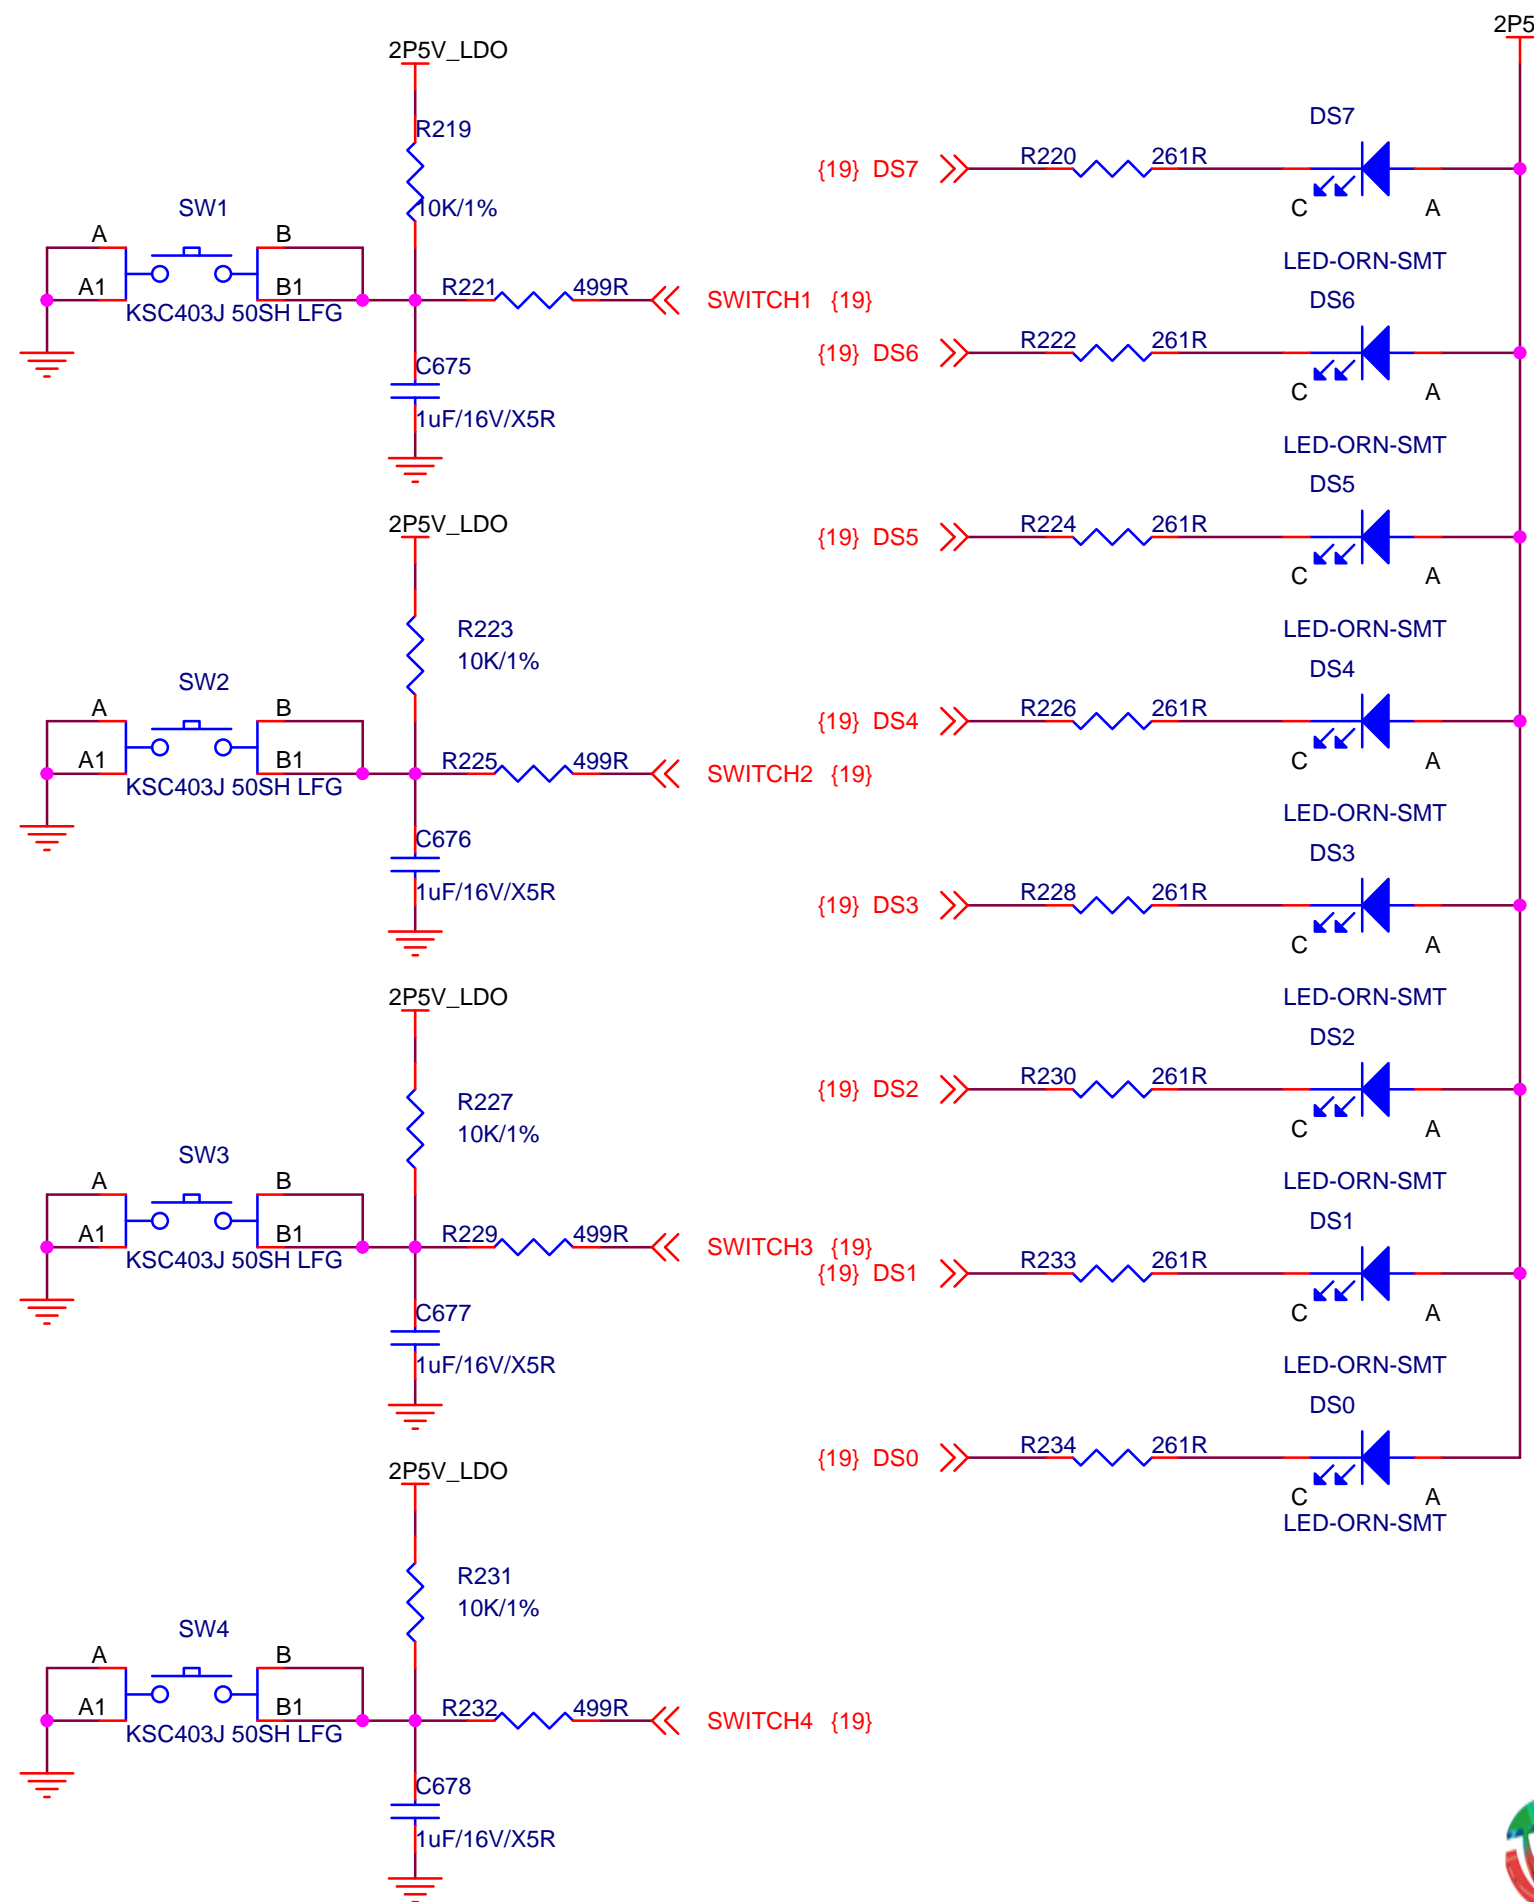 2P5V_LDO
R219
10K/1%
SW1
A
B
A1
B1
KSC403J 50SH LFG
R221
499R
SWITCH1 {19}
C675
1uF/16V/X5R
2P5V_LDO
R223
10K/1%
SW2
A
B
A1
B1
KSC403J 50SH LFG
R225
499R
SWITCH2 {19}
C676
1uF/16V/X5R
2P5V_LDO
R227
10K/1%
SW3
A
B
A1
B1
KSC403J 50SH LFG
R229
499R
SWITCH3 {19}
C677
1uF/16V/X5R
2P5V_LDO
R231
10K/1%
SW4
A
B
A1
B1
KSC403J 50SH LFG
R232
499R
SWITCH4 {19}
C678
1uF/16V/X5R
2P5
DS7
{19} DS7
R220
261R
C
A
LED-ORN-SMT
DS6
{19} DS6
R222
261R
C
A
LED-ORN-SMT
DS5
{19} DS5
R224
261R
C
A
LED-ORN-SMT
DS4
{19} DS4
R226
261R
C
A
LED-ORN-SMT
DS3
{19} DS3
R228
261R
C
A
LED-ORN-SMT
DS2
{19} DS2
R230
261R
C
A
LED-ORN-SMT
DS1
{19} DS1
R233
261R
C
A
LED-ORN-SMT
DS0
{19} DS0
R234
261R
C
A
LED-ORN-SMT